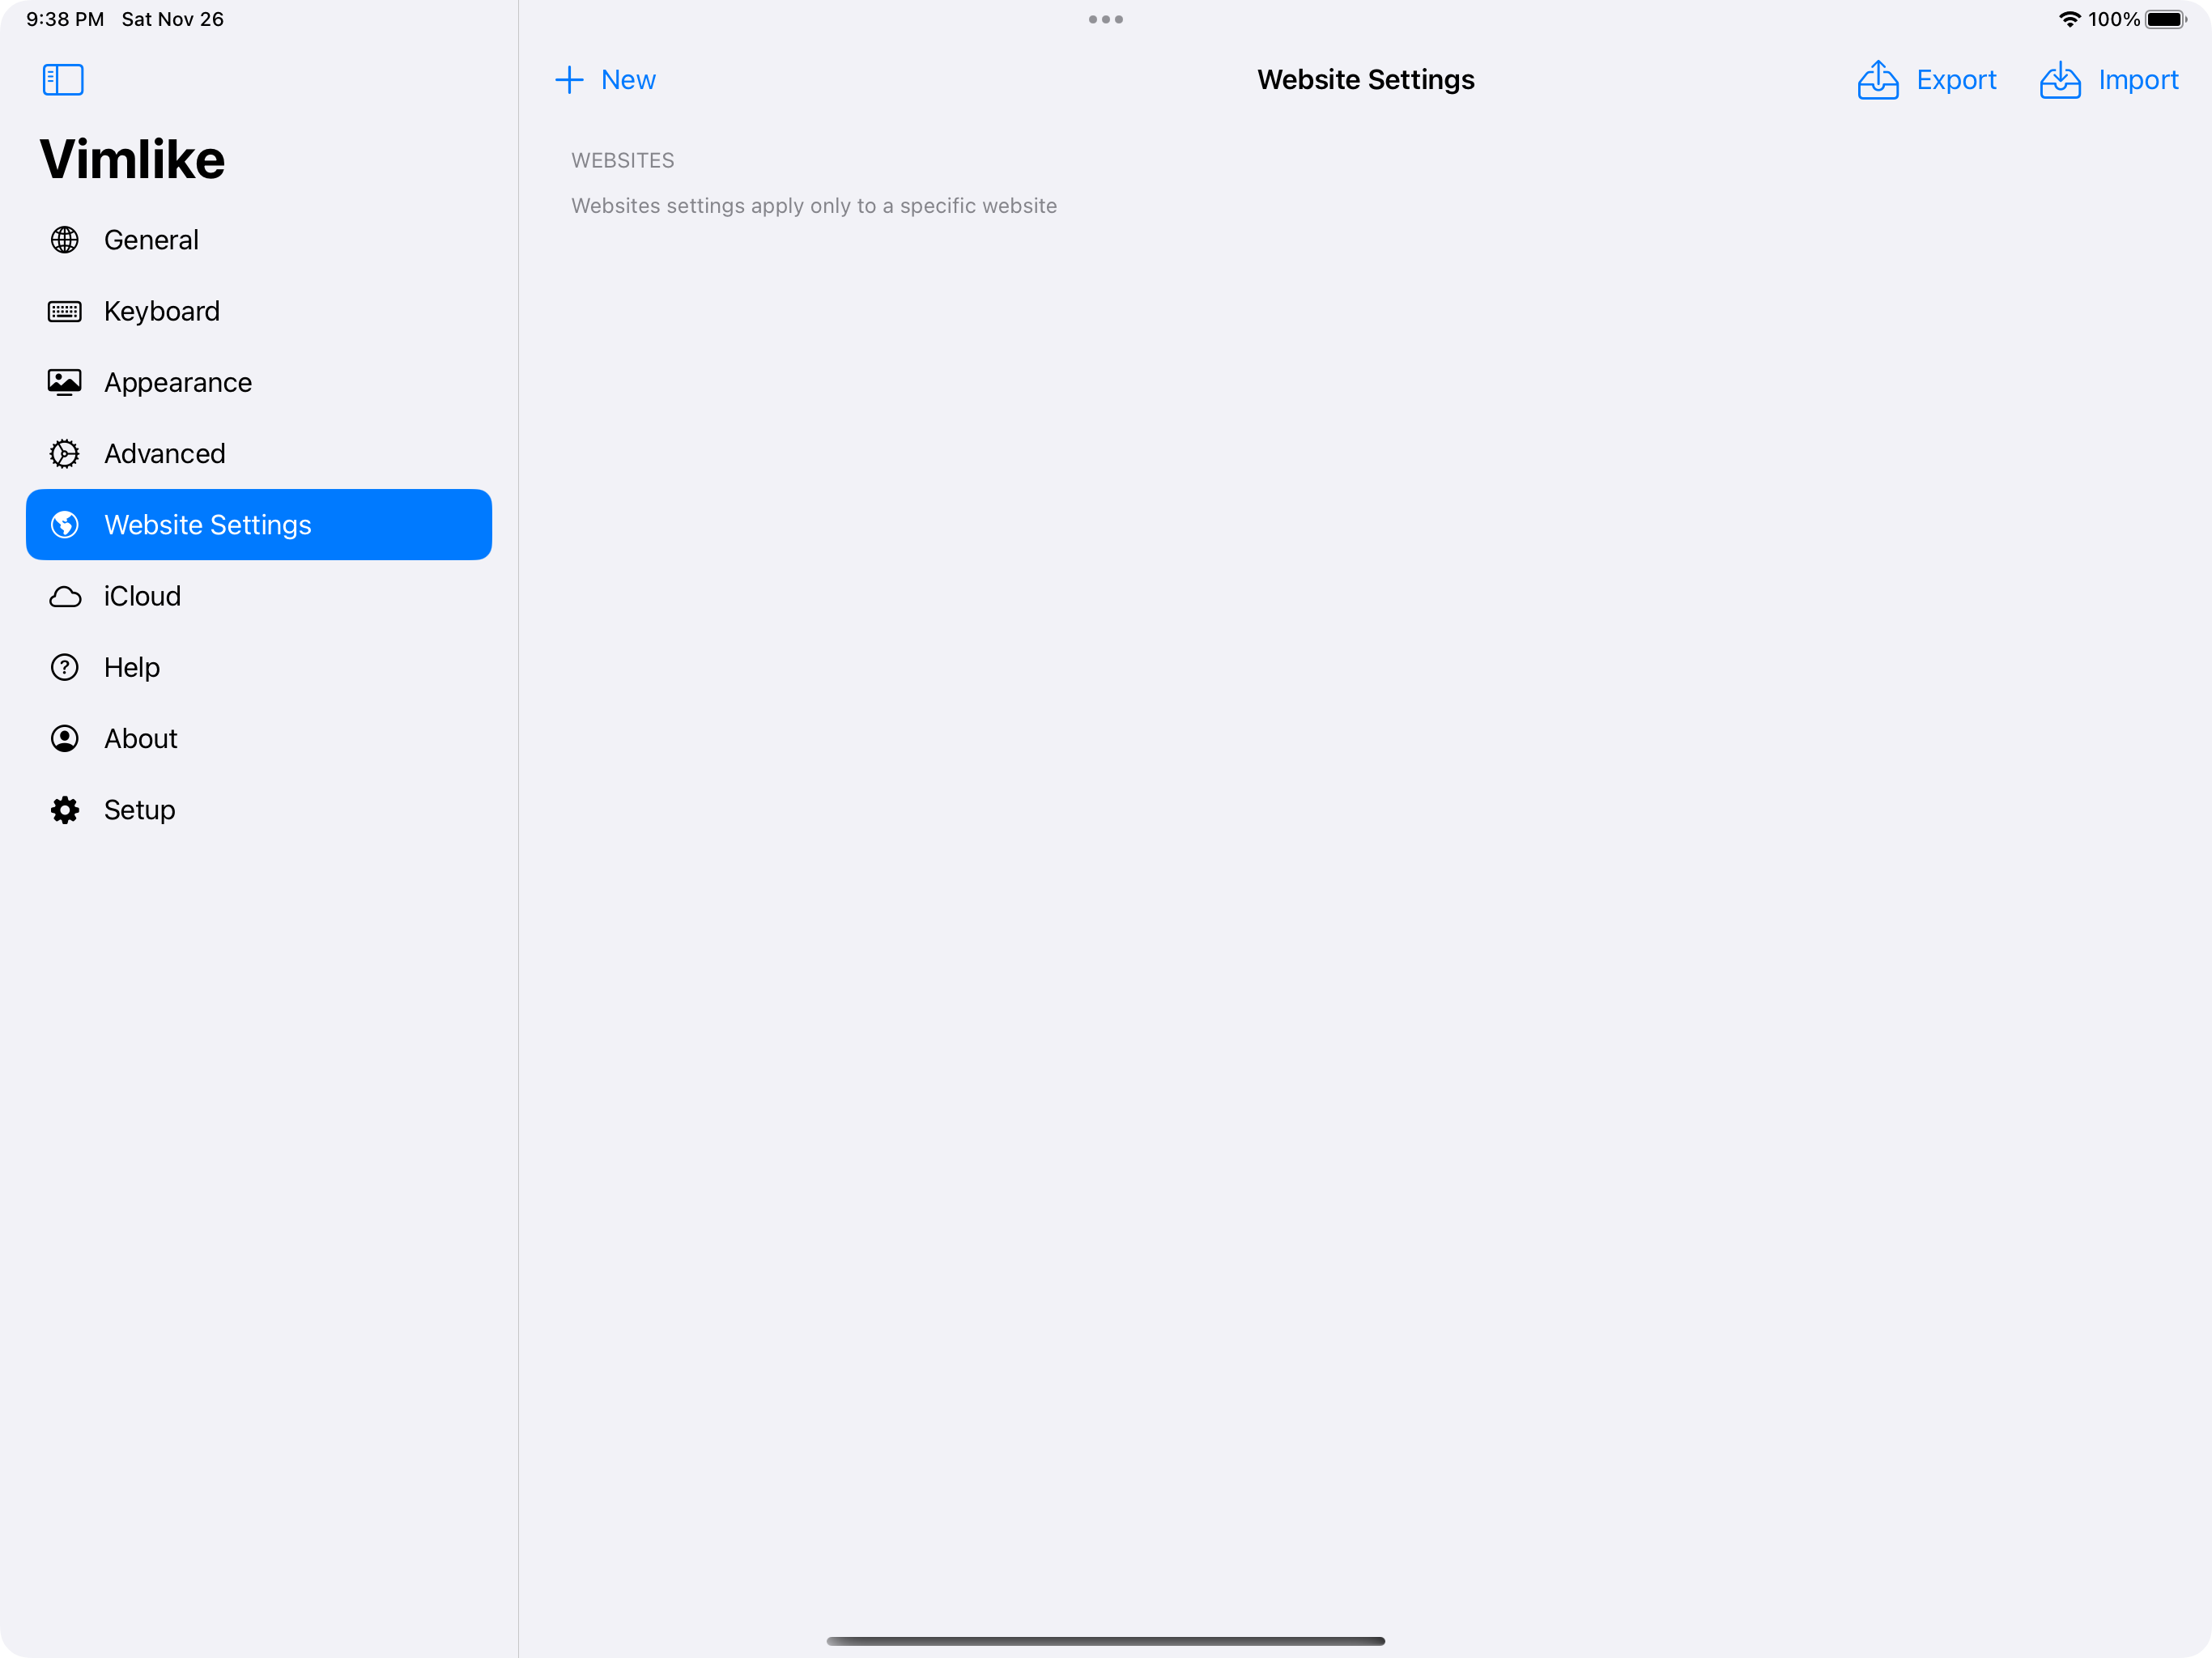 9:38 PM Sat Nov 26
100%
Vimlike
General
Keyboard
Appearance
Advanced
Website Settings
iCloud
Help
About
Setup
New
Website Settings
Export
Import
WEBSITES
Websites settings apply only to a specific website